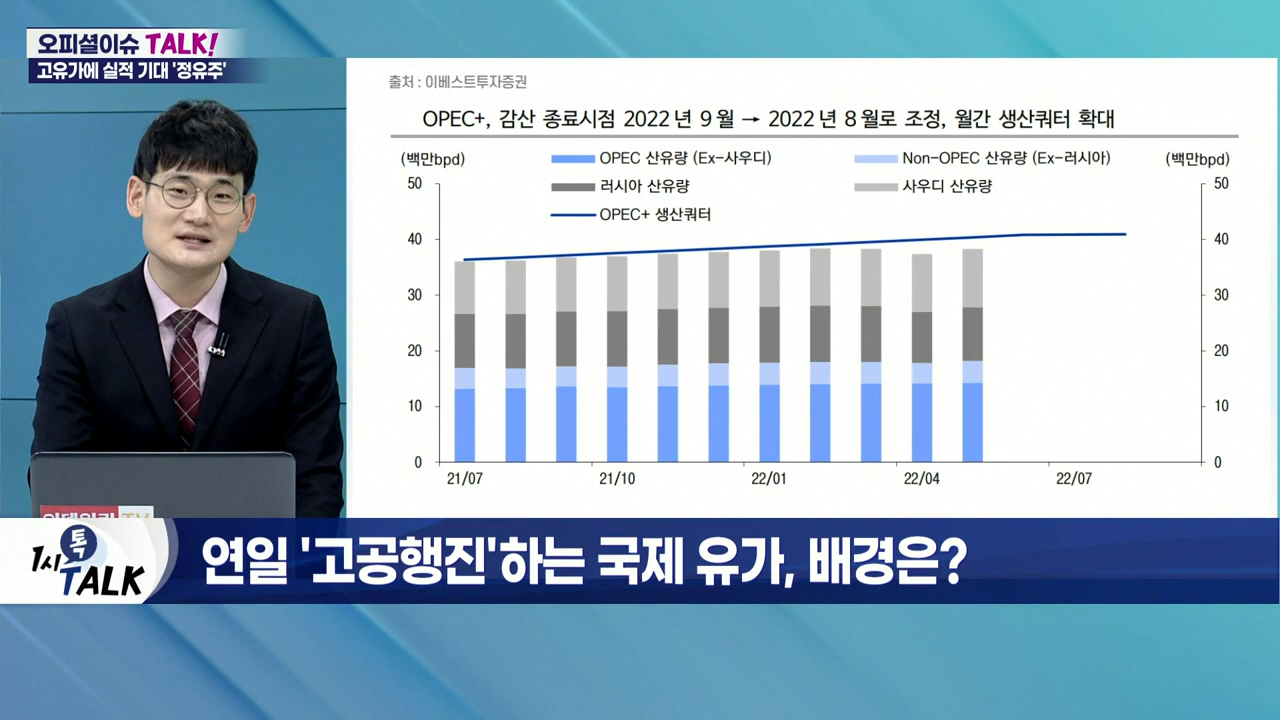 오피셜이슈 TALK!
고유가에 실적 기대 '정유주'
출처 : 이베스트투자증권
OPEC+, 감산 종료시점 2022년 9월 → 2022년 8월로 조정, 월간 생산쿼터 확대
(백만bpd)
OPEC 산유량 (Ex-사우디)
Non-OPEC 산유량 (Ex-러시아)
(백만bpd)
러시아 산유량
사우디 산유량
OPEC+ 생산쿼터
50
40
30
20
10
0
50
40
30
20
10
0
21/07
21/10
22/01
22/04
22/07
1시톡
TALK
연일 '고공행진'하는 국제 유가, 배경은?